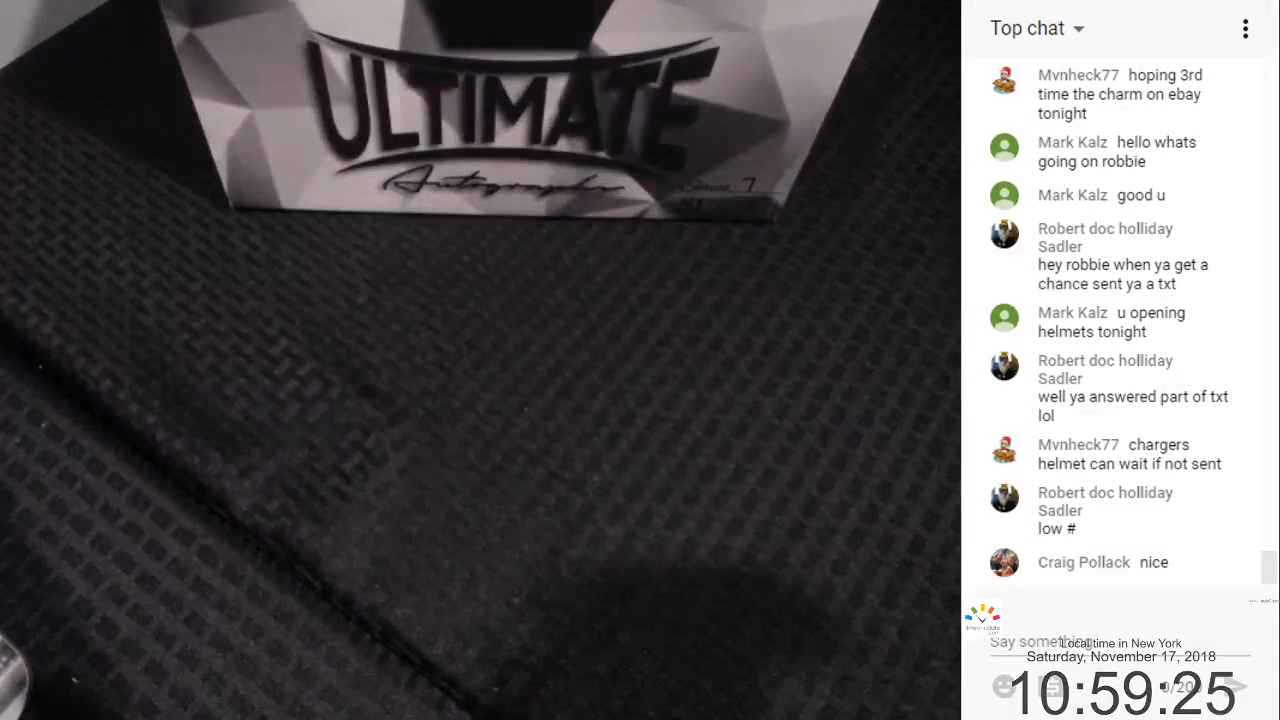 ULTIMATE
Autographs
Top chat
Mvnheck77 hoping 3rd
time the charm on ebay
tonight
Mark Kalz hello whats
going on robbie
Mark Kalz good u
Robert doc holliday
Sadler
hey robbie when ya get a
chance sent ya a txt
Mark Kalz u opening
helmets tonight
Robert doc holliday
Sadler
well ya answered part of txt
lol
Mvnheck77 chargers
helmet can wait if not sent
Robert doc holliday
Sadler
low #
Craig Pollack nice
Say something...
Local time in New York
Saturday, November 17, 2018
10:59:25